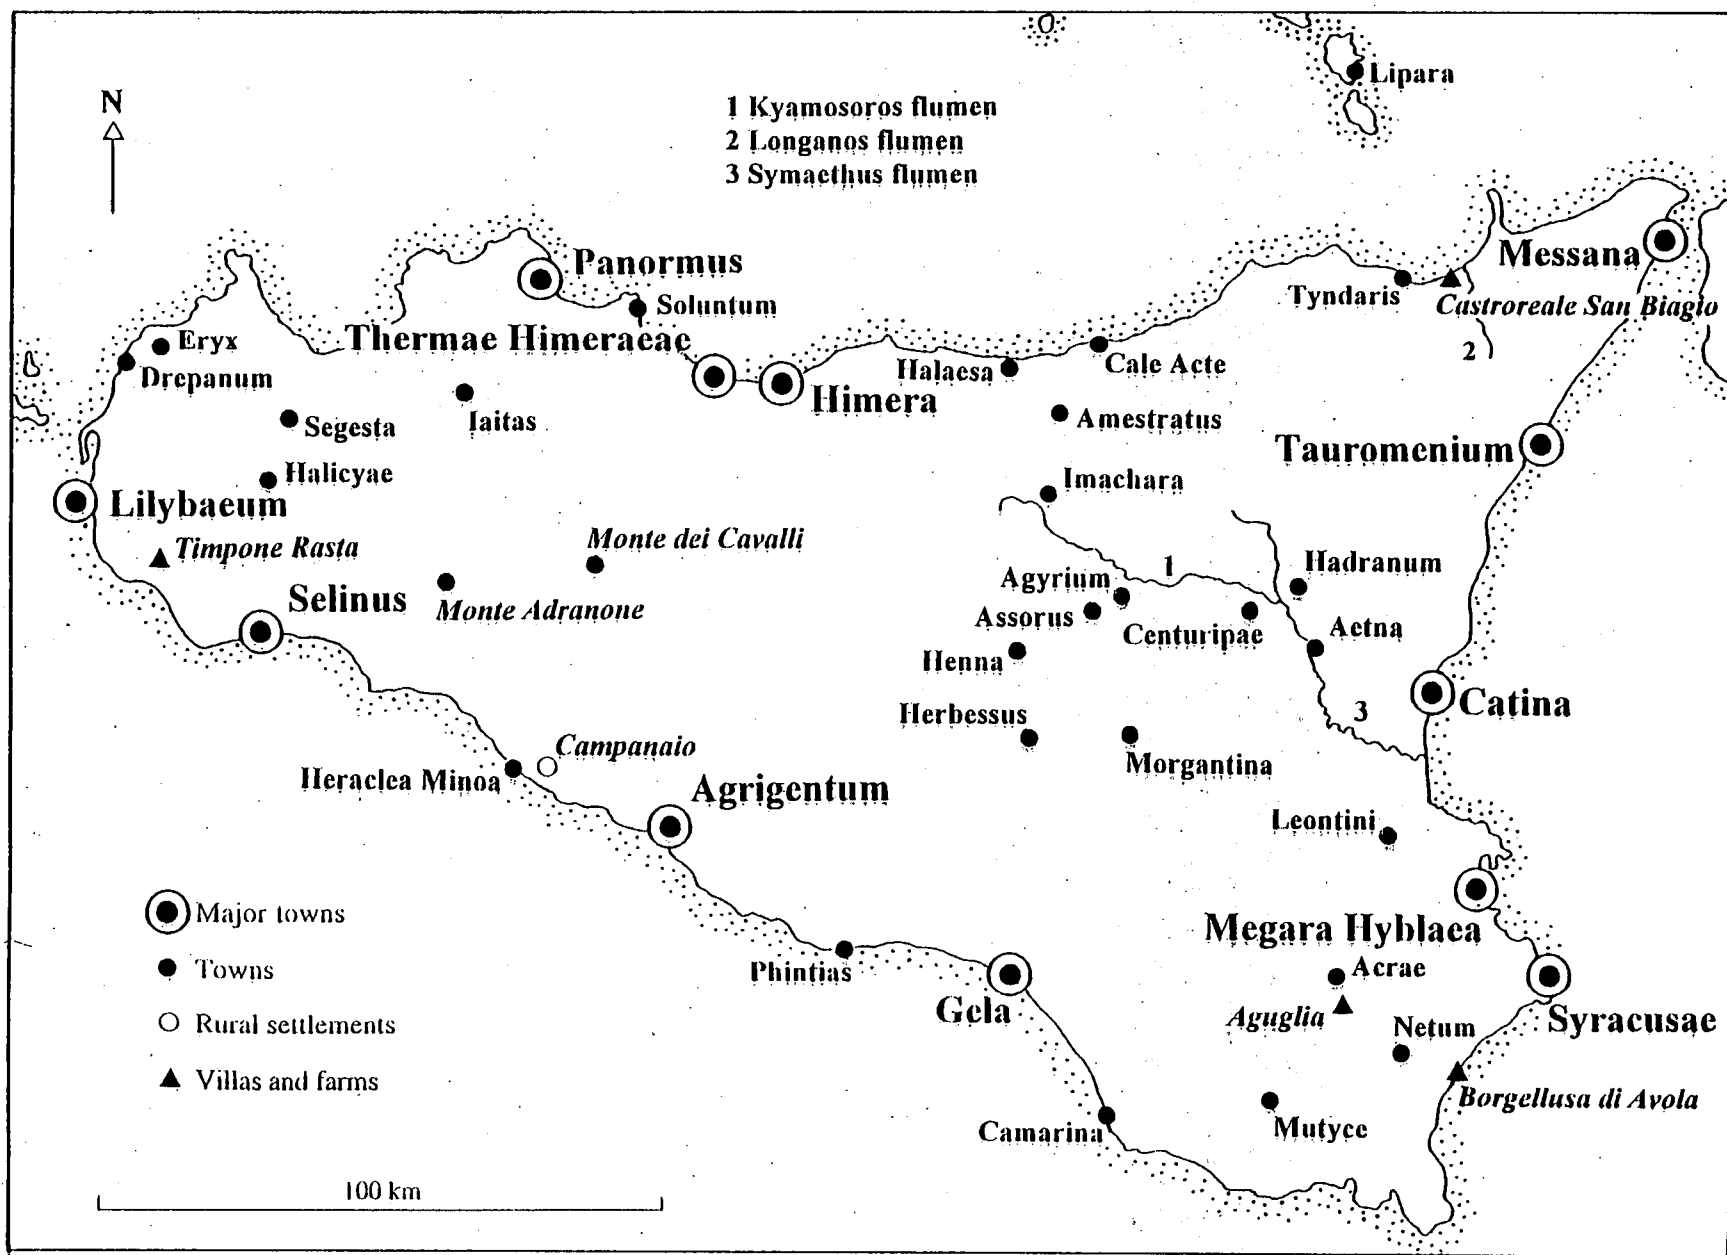 Lipara
N
1 Kyamosoros flumen
2 Longanos flumen
3 Symaethus flumen
Panormus
Messana
Soluntum
Tyndaris
Castroreale San Biagio
Thermae Himeraeae
Eryx
Drepanum
Halaesa
Cale Acte
2
Himera
Segesta
Iaitas
Amestratus
Tauromenium
Halicyae
Imachara
Lilybaeum
Timpone Rasta
Monte dei Cavalli
1
Hadranum
Agyrium
Selinus
Monte Adranone
Assorus
Centuripae
Aetna
Henna
Catina
Herbessus
3
Campanaio
Morgantina
Heraclea Minoa
Agrigentum
Leontini
Major towns
Megara Hyblaea
Towns
Phintias
Acrae
Gela
Aguglia
Syracusae
Rural settlements
Netum
Villas and farms
Borgellusa di Avola
Camarina
Mutyce
100 km